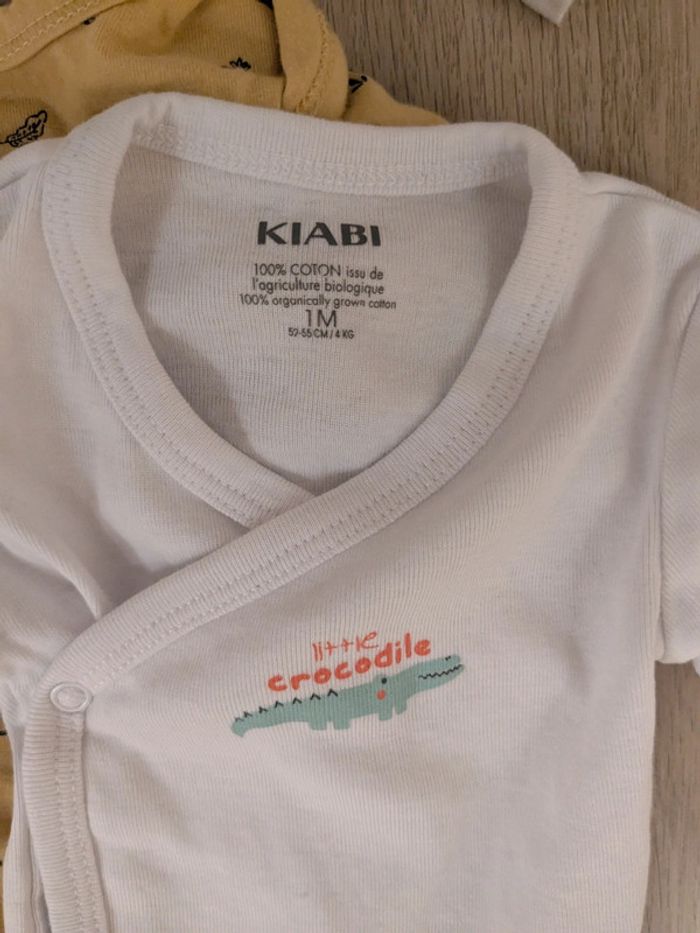 KIABI
100% COTON issu de
l'agriculture biologique
100% organically grown cotton
1M
52-55 CM / 4 KG
little
crocodile